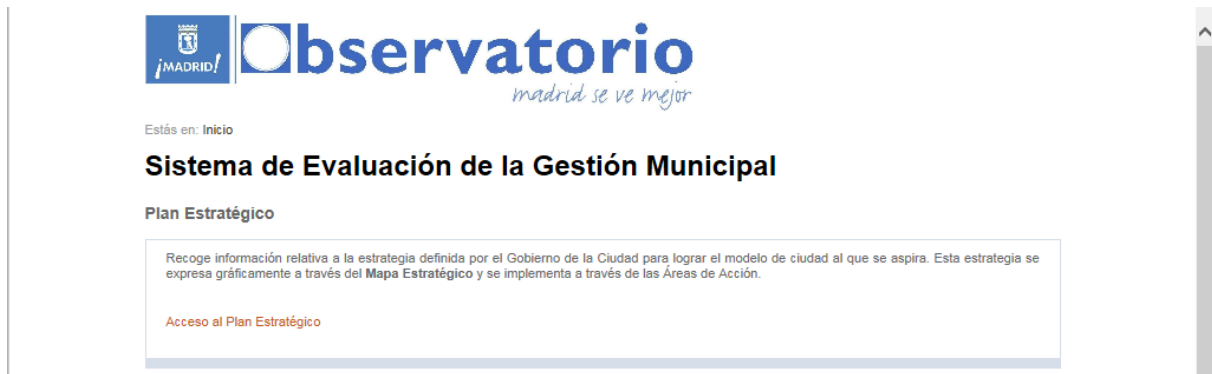 ¡MADRID!
Observatorio
madrid se ve mejor
Estás en: Inicio
Sistema de Evaluación de la Gestión Municipal
Plan Estratégico
Recoge información relativa a la estrategia definida por el Gobierno de la Ciudad para lograr el modelo de ciudad al que se aspira. Esta estrategia se
expresa gráficamente a través del Mapa Estratégico y se implementa a través de las Áreas de Acción.
Acceso al Plan Estratégico